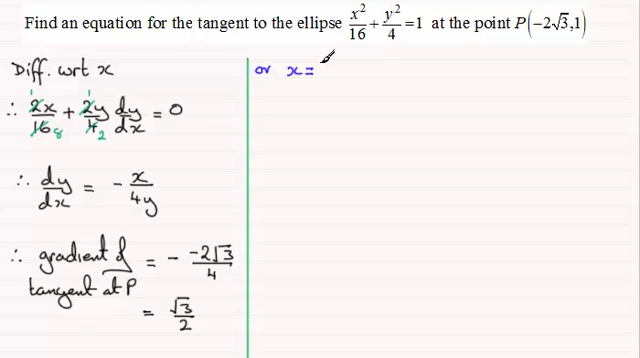 Find an equation for the tangent to the ellipse x²/16 + y²/4 = 1 at the point P(−2√3,1)
Diff. wrt x
∴ 2x/16 + 2y/4 dy/dx = 0
1 8 1 2
∴ dy/dx = - x/4y
∴ gradient of tangent at P = - -2√3/4
= √3/2
or x =